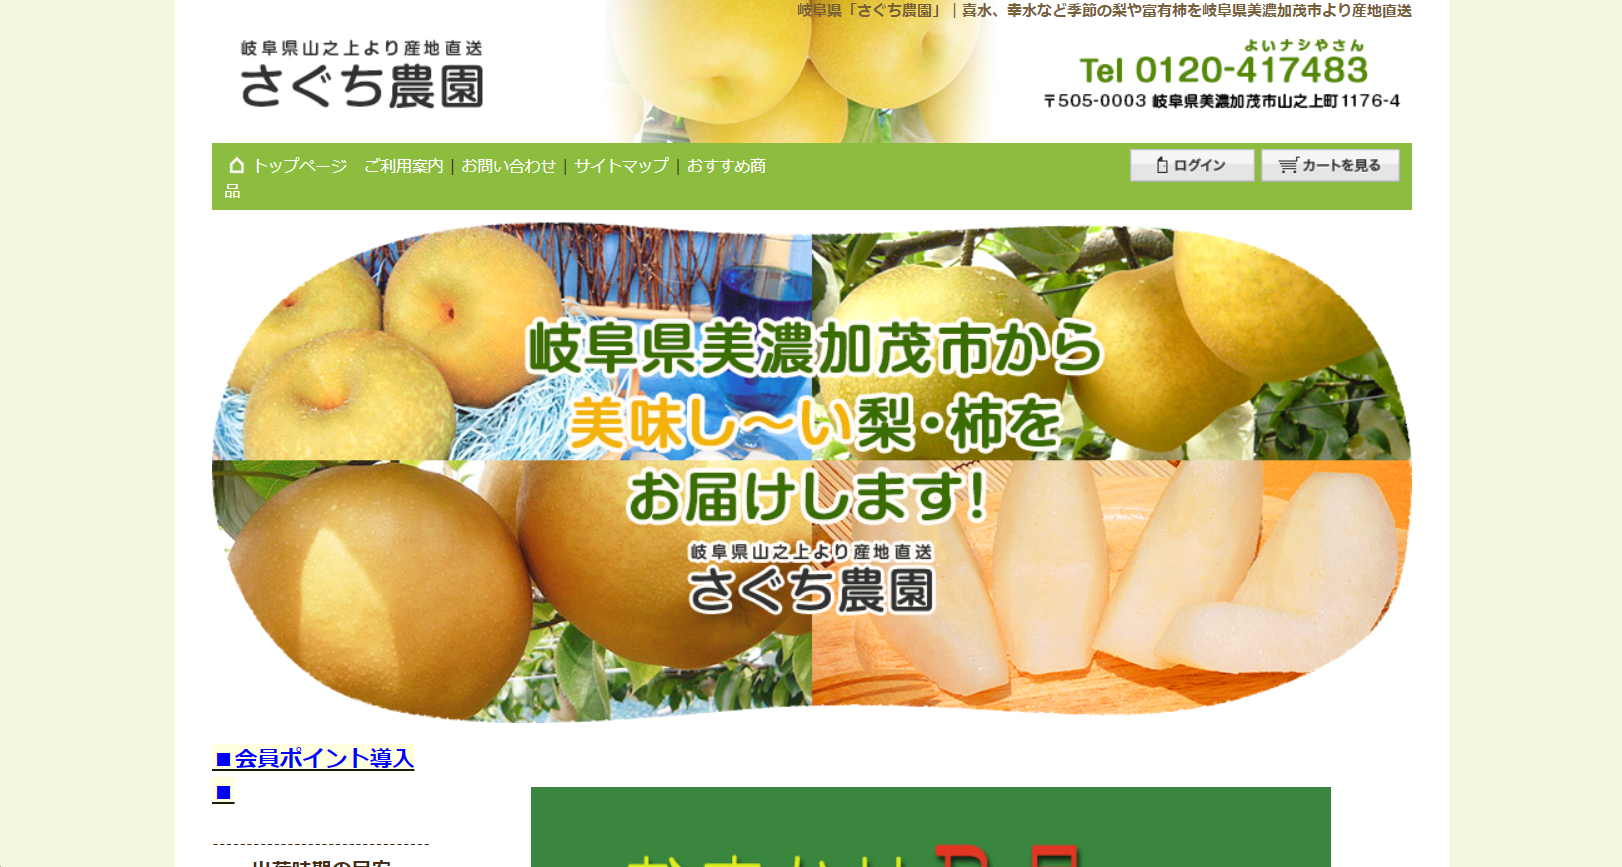 岐阜県「さぐち農園」｜喜水、幸水など季節の梨や富有柿を岐阜県美濃加茂市より産地直送
岐阜県山之上より産地直送
さぐち農園
よいナシやさん
Tel 0120-417483
〒505-0003 岐阜県美濃加茂市山之上町1176-4
トップページ　ご利用案内 | お問い合わせ | サイトマップ | おすすめ商
品
ログイン
カートを見る
岐阜県美濃加茂市から
美味し～い梨・柿を
お届けします!
岐阜県山之上より産地直送
さぐち農園
■会員ポイント導入
■
--------------------------------
出荷時期の目安